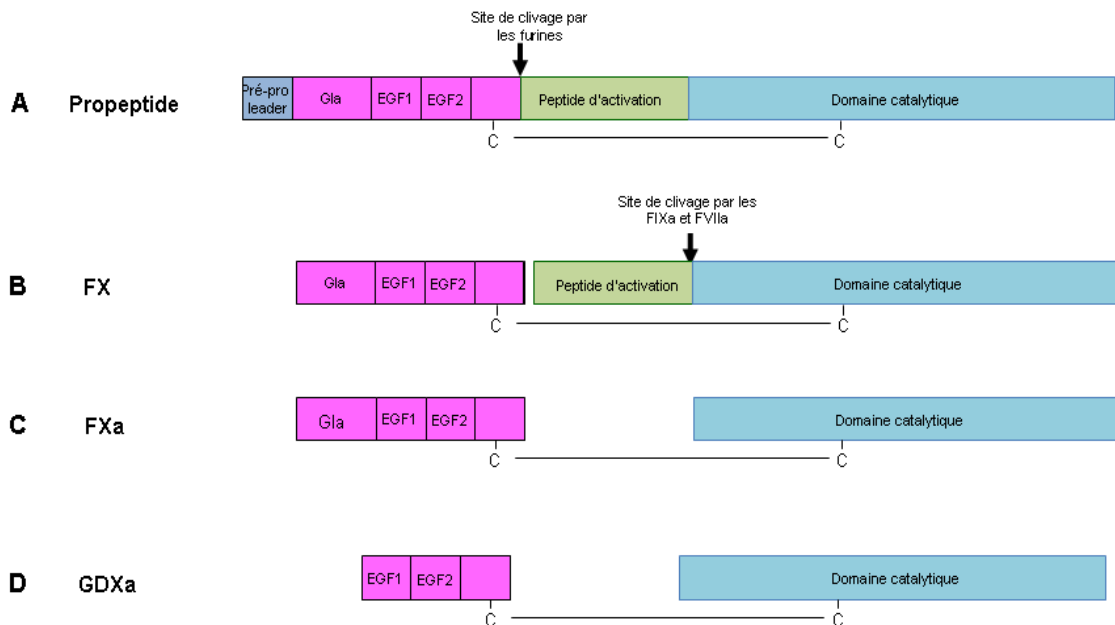 Site de clivage par
les furines
A Propeptide
Pré-pro
leader
Gla
EGF1
EGF2
Peptide d'activation
Domaine catalytique
C
C
Site de clivage par les
FIXa et FVIIa
B FX
Gla
EGF1
EGF2
Peptide d'activation
Domaine catalytique
C
C
C FXa
Gla
EGF1
EGF2
Domaine catalytique
C
C
D GDXa
EGF1
EGF2
Domaine catalytique
C
C